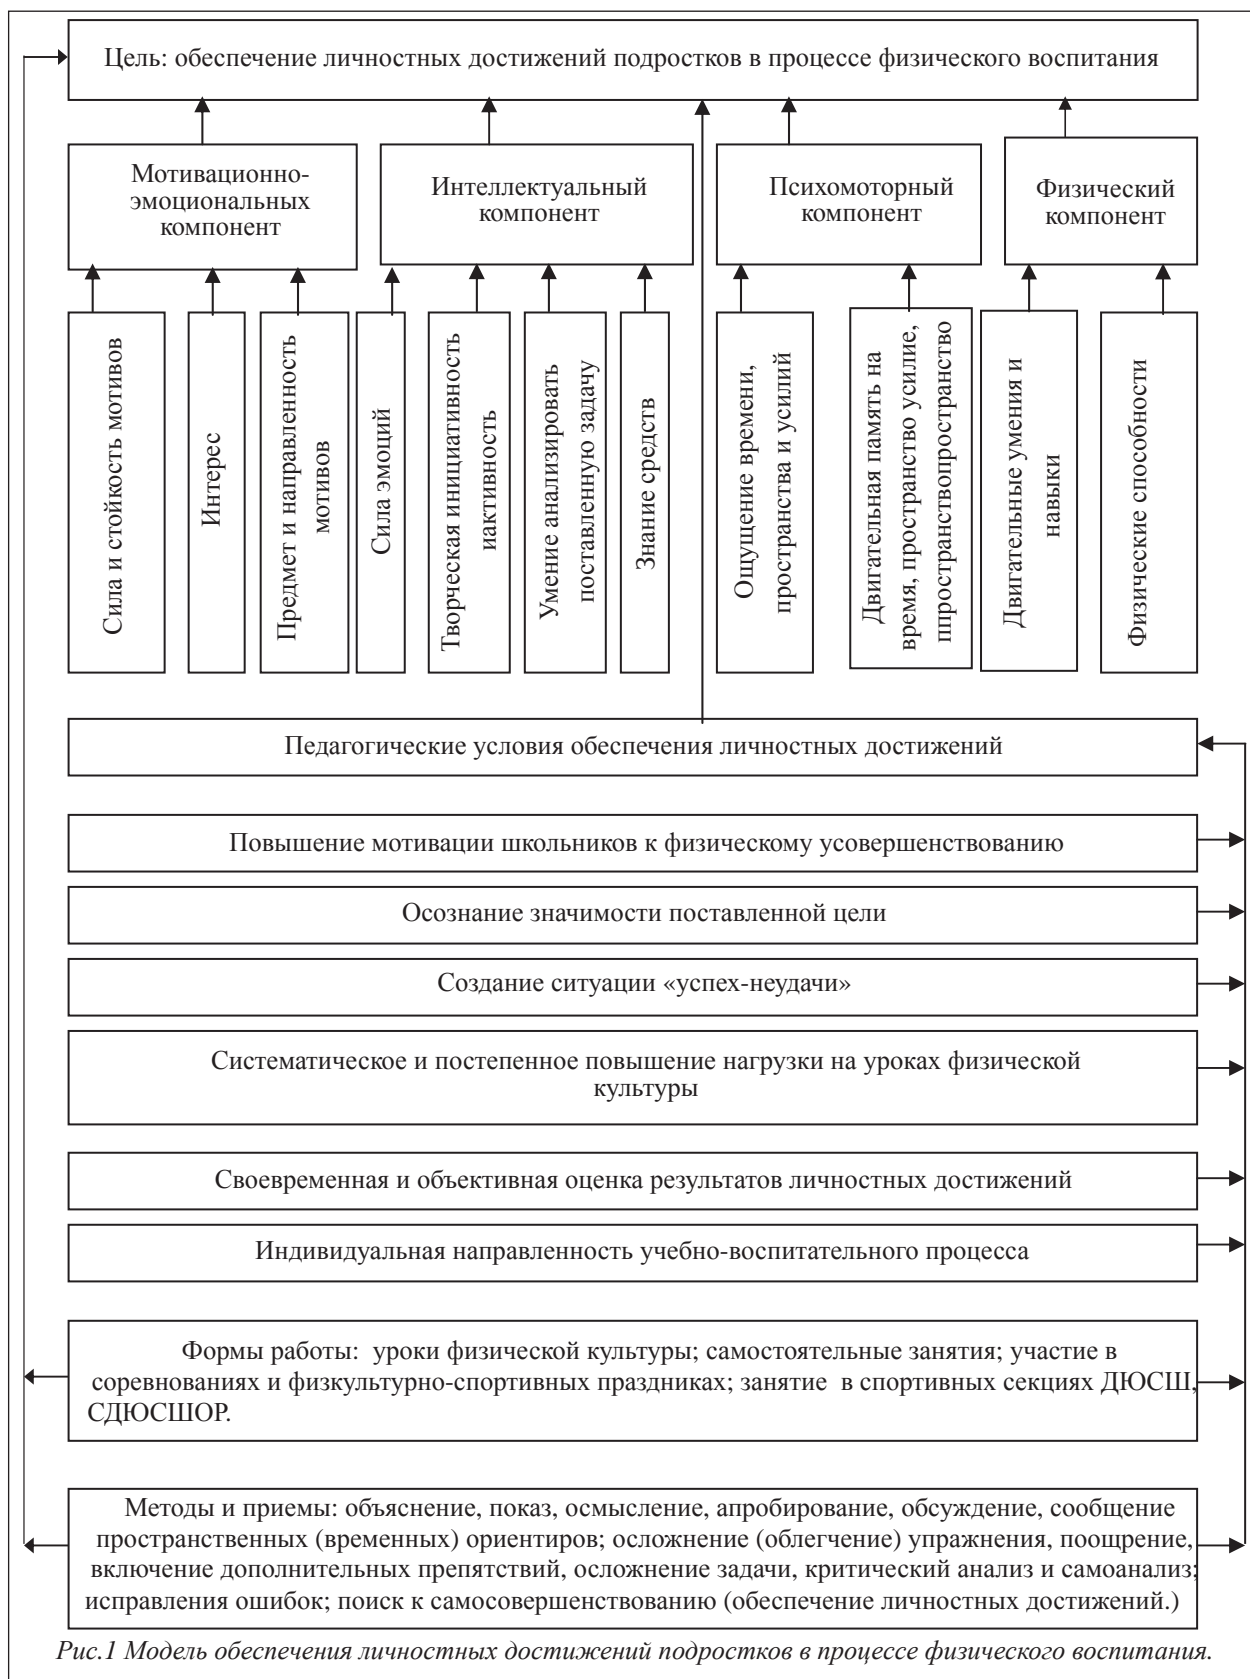 Цель: обеспечение личностных достижений подростков в процессе физического воспитания
Мотивационно-
эмоциональных
компонент
Интеллектуальный
компонент
Психомоторный
компонент
Физический
компонент
Сила и стойкость мотивов
Интерес
Предмет и направленность
мотивов
Сила эмоций
Творческая инициативность
иактивность
Умение анализировать
поставленную задачу
Знание средств
Ощущение времени,
пространства и усилий
Двигательная память на
время, пространство усилие,
ппространствопространство
Двигательные умения и
навыки
Физические способности
Педагогические условия обеспечения личностных достижений
Повышение мотивации школьников к физическому усовершенствованию
Осознание значимости поставленной цели
Создание ситуации «успех-неудачи»
Систематическое и постепенное повышение нагрузки на уроках физической
культуры
Своевременная и объективная оценка результатов личностных достижений
Индивидуальная направленность учебно-воспитательного процесса
Формы работы: уроки физической культуры; самостоятельные занятия; участие в
соревнованиях и физкультурно-спортивных праздниках; занятие в спортивных секциях ДЮСШ,
СДЮСШОР.
Методы и приемы: объяснение, показ, осмысление, апробирование, обсуждение, сообщение
пространственных (временных) ориентиров; осложнение (облегчение) упражнения, поощрение,
включение дополнительных препятствий, осложнение задачи, критический анализ и самоанализ;
исправления ошибок; поиск к самосовершенствованию (обеспечение личностных достижений.)
Рис.1 Модель обеспечения личностных достижений подростков в процессе физического воспитания.